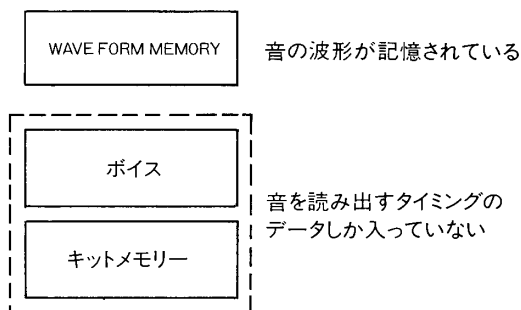 WAVE FORM MEMORY
音の波形が記憶されている
ボイス
音を読み出すタイミングの
データしか入っていない
キットメモリー